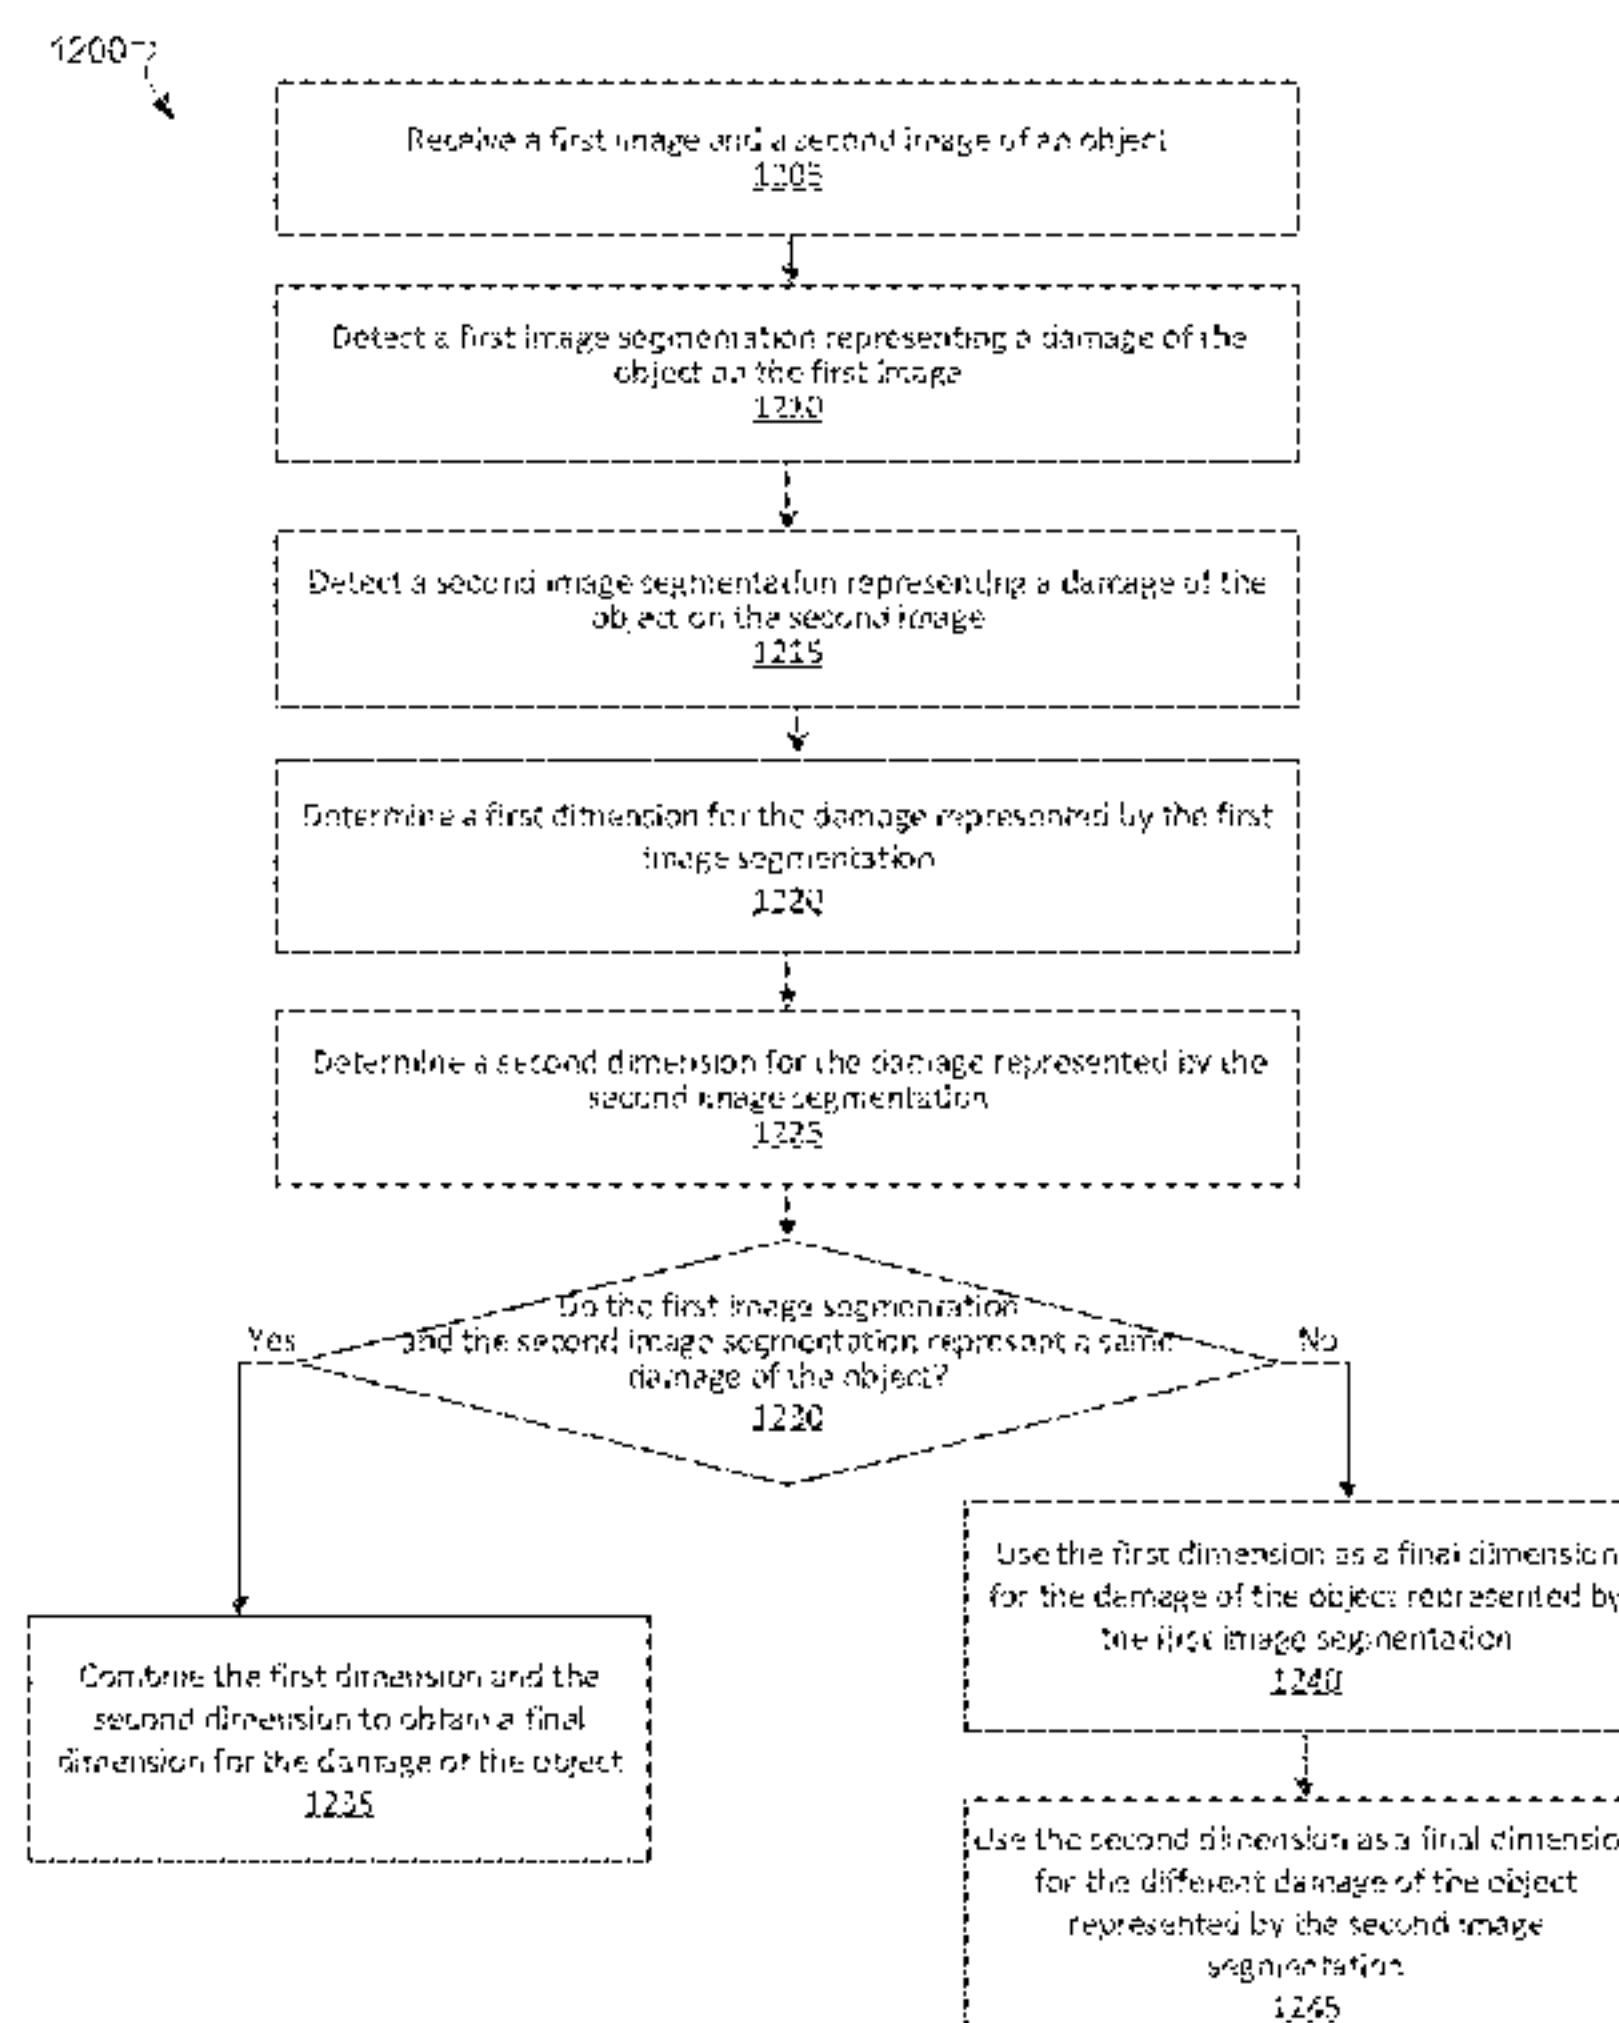 1200
Receive a first image and a second image of an object
1205
Detect a first image segmentation representing a damage of the
object on the first image
1210
Detect a second image segmentation representing a damage of the
object on the second image
1215
Determine a first dimension for the damage represented by the first
image segmentation
1220
Determine a second dimension for the damage represented by the
second image segmentation
1225
Do the first image segmentation
and the second image segmentation represent a same
damage of the object?
1230
Yes
No
Combine the first dimension and the
second dimension to obtain a final
dimension for the damage of the object
1235
Use the first dimension as a final dimension
for the damage of the object represented by
the first image segmentation
1240
Use the second dimension as a final dimensio
for the different damage of the object
represented by the second image
segmentation
1245